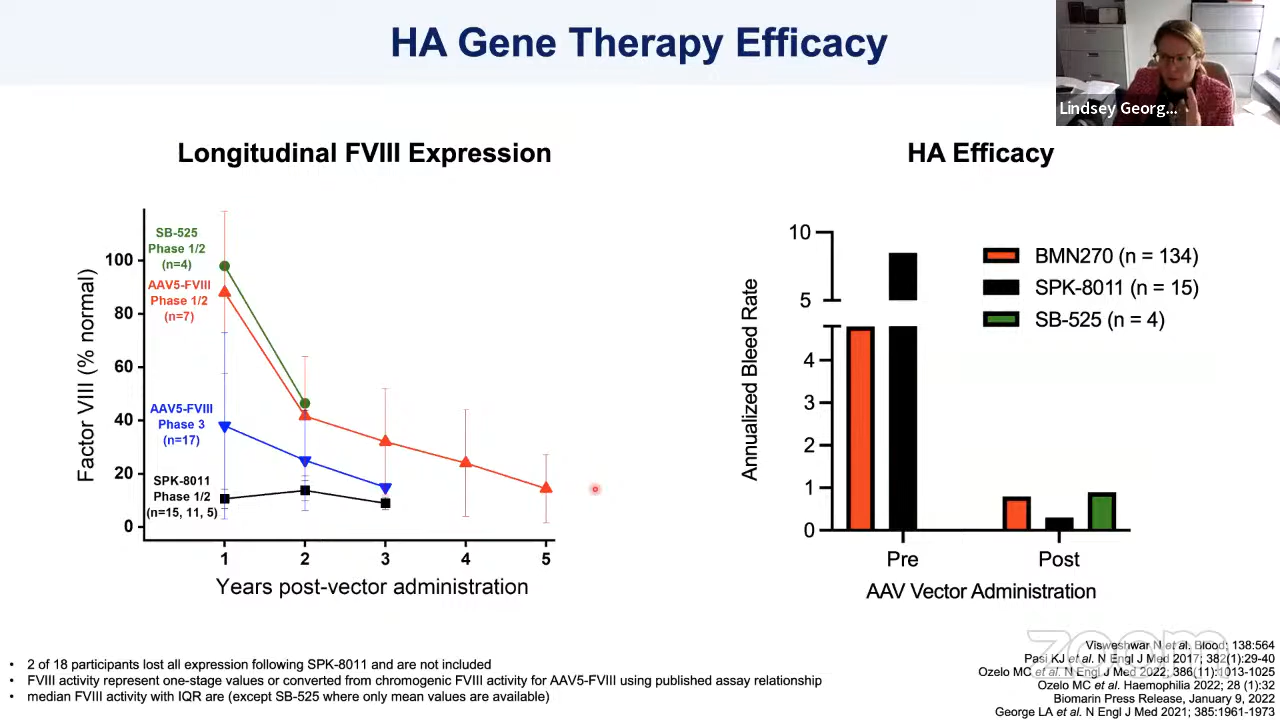 HA Gene Therapy Efficacy
Lindsey Georg...
Longitudinal FVIII Expression
Factor VIII (% normal)
100
80
60
40
20
0
SB-525
Phase 1/2
(n=4)
AAV5-FVIII
Phase 1/2
(n=7)
AAV5-FVIII
Phase 3
(n=17)
SPK-8011
Phase 1/2
(n=15, 11, 5)
1 2 3 4 5
Years post-vector administration
HA Efficacy
Annualized Bleed Rate
10
5
4
3
2
1
0
BMN270 (n = 134)
SPK-8011 (n = 15)
SB-525 (n = 4)
Pre Post
AAV Vector Administration
• 2 of 18 participants lost all expression following SPK-8011 and are not included
• FVIII activity represent one-stage values or converted from chromogenic FVIII activity for AAV5-FVIII using published assay relationship
• median FVIII activity with IQR are (except SB-525 where only mean values are available)
zoom
Visweshwar N et al. Blood; 138:564
Pasi KJ et al. N Engl J Med 2017; 382(1):29-40
Ozelo MC et al. N Engl J Med 2022; 386(11):1013-1025
Ozelo MC et al. Haemophilia 2022; 28 (1):32
Biomarin Press Release, January 9, 2022
George LA et al. N Engl J Med 2021; 385:1961-1973